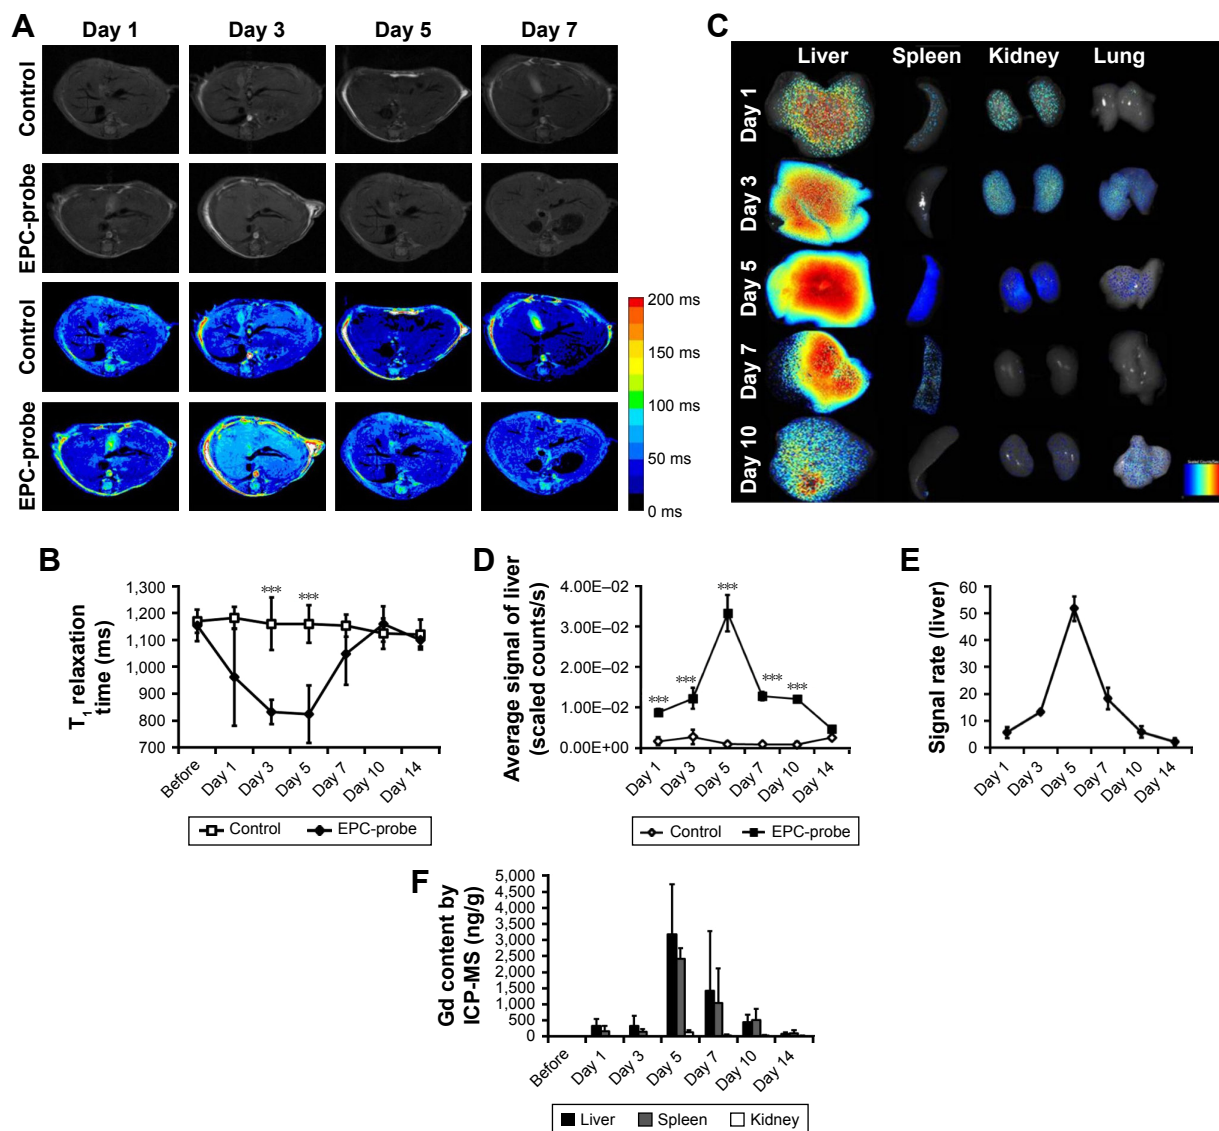 A
Day 1 Day 3 Day 5 Day 7
Control
EPC-probe
Control
EPC-probe
200 ms
150 ms
100 ms
50 ms
0 ms
C
Liver Spleen Kidney Lung
Day 1
Day 3
Day 5
Day 7
Day 10
B
T1 relaxation
time (ms)
1,300
1,200
1,100
1,000
900
800
700
*** ***
Before Day 1 Day 3 Day 5 Day 7 Day 10 Day 14
Control EPC-probe
D
Average signal of liver
(scaled counts/s)
4.00E–02
3.00E–02
2.00E–02
1.00E–02
0.00E+00
*** *** *** *** ***
Day 1 Day 3 Day 5 Day 7 Day 10 Day 14
Control EPC-probe
E
Signal rate (liver)
60
50
40
30
20
10
0
Day 1 Day 3 Day 5 Day 7 Day 10 Day 14
F
Gd content by
ICP-MS (ng/g)
5,000
4,500
4,000
3,500
3,000
2,500
2,000
1,500
1,000
500
0
Before Day 1 Day 3 Day 5 Day 7 Day 10 Day 14
Liver Spleen Kidney